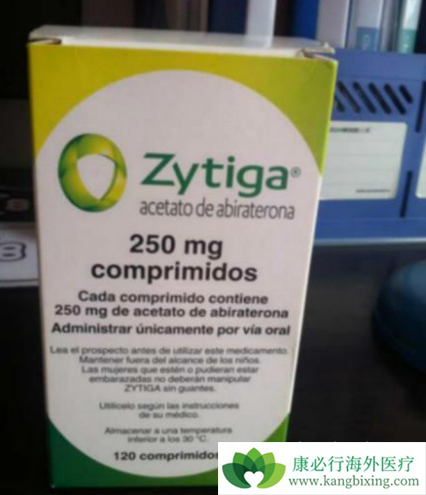 Zytiga®
acetato de abiraterona
250 mg
comprimidos
Cada comprimido contiene
250 mg de acetato de abiraterona
Administrar únicamente por vía oral
Lea el prospecto antes de utilizar este medicamento.
Mantener fuera del alcance de los niños.
Las mujeres que estén o pudieran estar
embarazadas no deberán manipular
ZYTIGA sin guantes.
Utilícelo según las instrucciones
de su médico.
Almacenar a una temperatura
inferior a los 30 °C.
120 comprimidos
康必行海外医疗
www.kangbixing.com